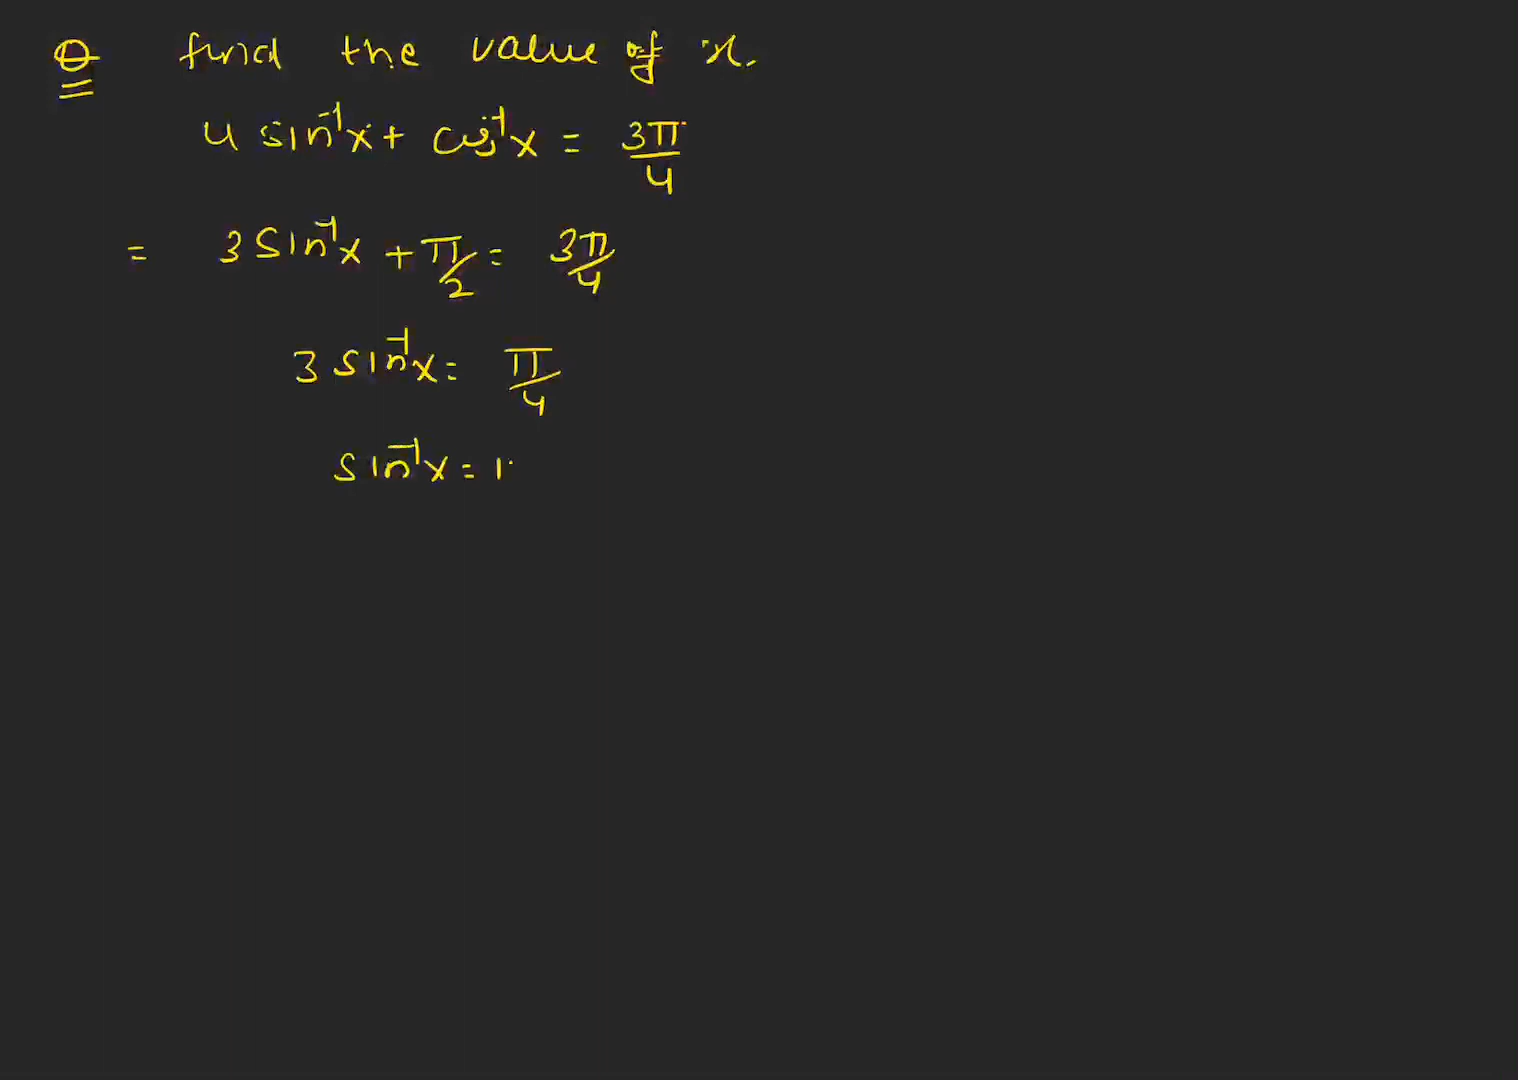 Q find the value of x.
4 sin⁻¹x + cos⁻¹x = 3π/4
= 3 sin⁻¹x + π/2 = 3π/4
3 sin⁻¹x = π/4
sin⁻¹x =